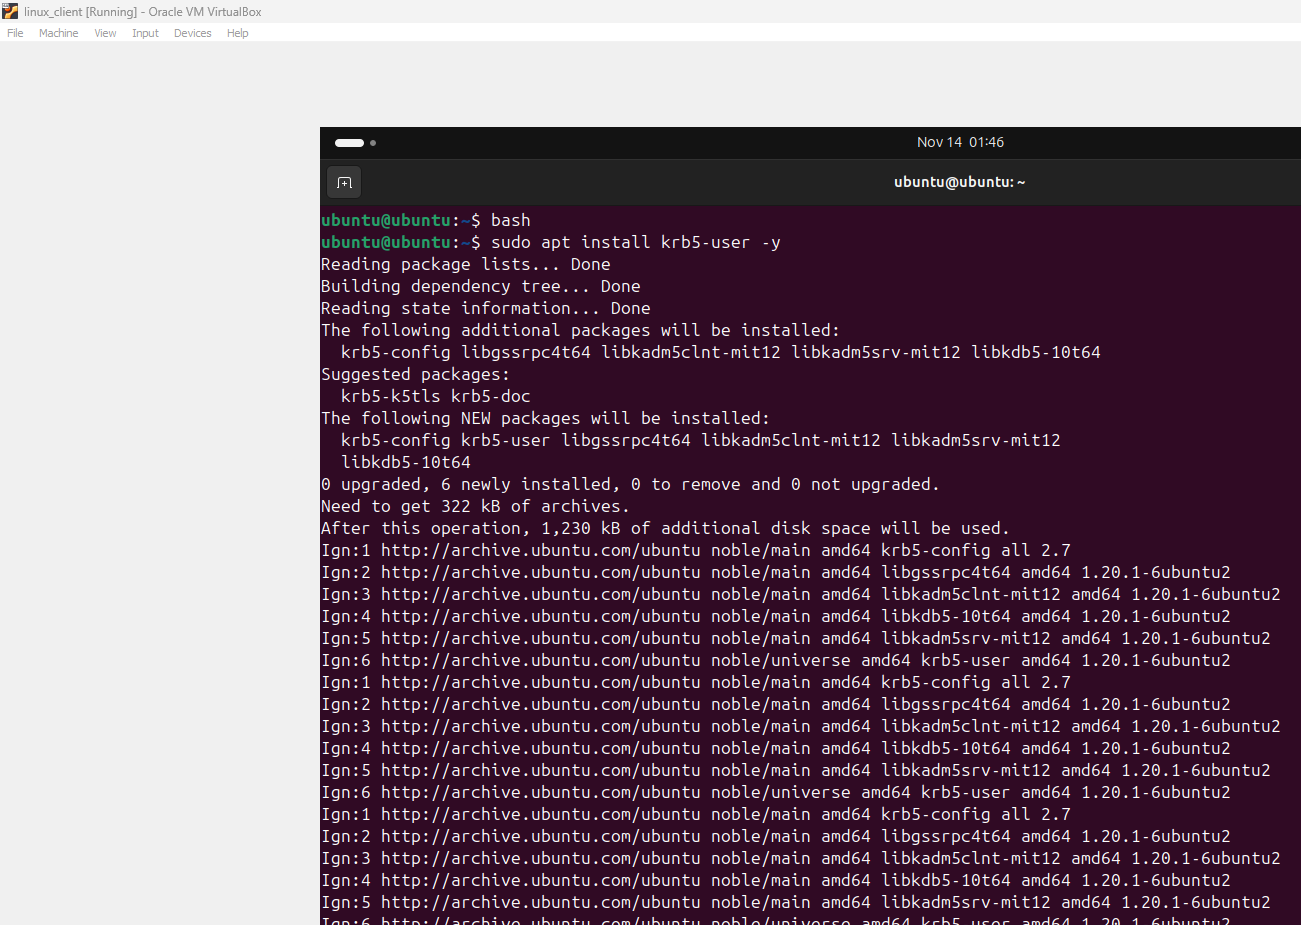 linux_client [Running] - Oracle VM VirtualBox
File Machine View Input Devices Help
Nov 14 01:46
ubuntu@ubuntu: ~
ubuntu@ubuntu:~$ bash
ubuntu@ubuntu:~$ sudo apt install krb5-user -y
Reading package lists... Done
Building dependency tree... Done
Reading state information... Done
The following additional packages will be installed:
  krb5-config libgssrpc4t64 libkadm5clnt-mit12 libkadm5srv-mit12 libkdb5-10t64
Suggested packages:
  krb5-k5tls krb5-doc
The following NEW packages will be installed:
  krb5-config krb5-user libgssrpc4t64 libkadm5clnt-mit12 libkadm5srv-mit12
  libkdb5-10t64
0 upgraded, 6 newly installed, 0 to remove and 0 not upgraded.
Need to get 322 kB of archives.
After this operation, 1,230 kB of additional disk space will be used.
Ign:1 http://archive.ubuntu.com/ubuntu noble/main amd64 krb5-config all 2.7
Ign:2 http://archive.ubuntu.com/ubuntu noble/main amd64 libgssrpc4t64 amd64 1.20.1-6ubuntu2
Ign:3 http://archive.ubuntu.com/ubuntu noble/main amd64 libkadm5clnt-mit12 amd64 1.20.1-6ubuntu2
Ign:4 http://archive.ubuntu.com/ubuntu noble/main amd64 libkdb5-10t64 amd64 1.20.1-6ubuntu2
Ign:5 http://archive.ubuntu.com/ubuntu noble/main amd64 libkadm5srv-mit12 amd64 1.20.1-6ubuntu2
Ign:6 http://archive.ubuntu.com/ubuntu noble/universe amd64 krb5-user amd64 1.20.1-6ubuntu2
Ign:1 http://archive.ubuntu.com/ubuntu noble/main amd64 krb5-config all 2.7
Ign:2 http://archive.ubuntu.com/ubuntu noble/main amd64 libgssrpc4t64 amd64 1.20.1-6ubuntu2
Ign:3 http://archive.ubuntu.com/ubuntu noble/main amd64 libkadm5clnt-mit12 amd64 1.20.1-6ubuntu2
Ign:4 http://archive.ubuntu.com/ubuntu noble/main amd64 libkdb5-10t64 amd64 1.20.1-6ubuntu2
Ign:5 http://archive.ubuntu.com/ubuntu noble/main amd64 libkadm5srv-mit12 amd64 1.20.1-6ubuntu2
Ign:6 http://archive.ubuntu.com/ubuntu noble/universe amd64 krb5-user amd64 1.20.1-6ubuntu2
Ign:1 http://archive.ubuntu.com/ubuntu noble/main amd64 krb5-config all 2.7
Ign:2 http://archive.ubuntu.com/ubuntu noble/main amd64 libgssrpc4t64 amd64 1.20.1-6ubuntu2
Ign:3 http://archive.ubuntu.com/ubuntu noble/main amd64 libkadm5clnt-mit12 amd64 1.20.1-6ubuntu2
Ign:4 http://archive.ubuntu.com/ubuntu noble/main amd64 libkdb5-10t64 amd64 1.20.1-6ubuntu2
Ign:5 http://archive.ubuntu.com/ubuntu noble/main amd64 libkadm5srv-mit12 amd64 1.20.1-6ubuntu2
Ign:6 http://archive.ubuntu.com/ubuntu noble/universe amd64 krb5-user amd64 1.20.1-6ubuntu2